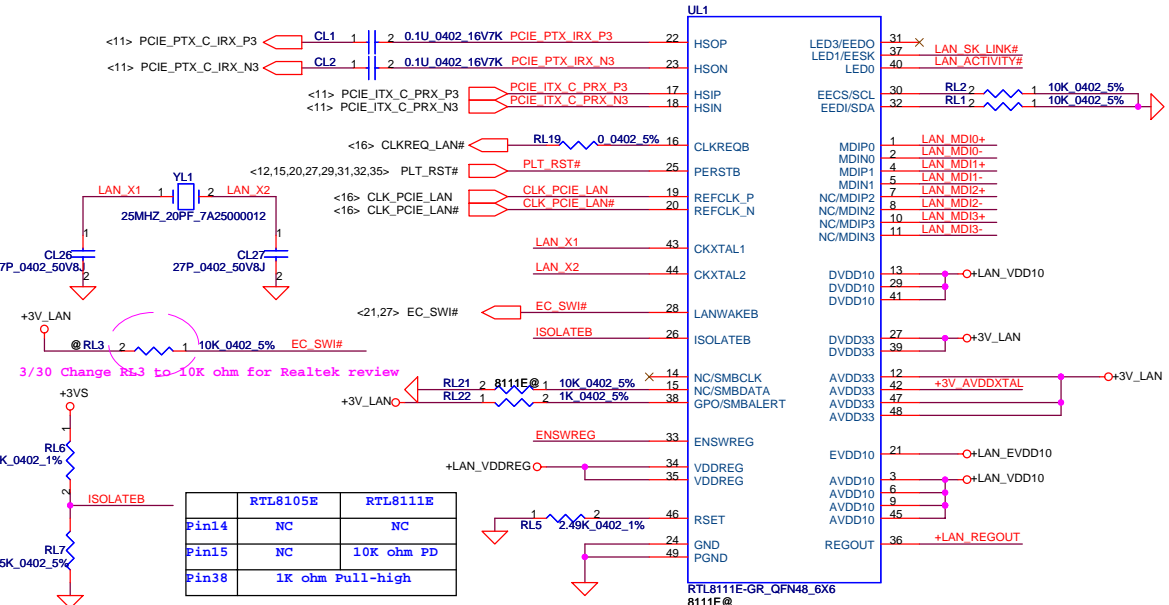 UL1
<11> PCIE_PTX_C_IRX_P3 CL1 1 2 0.1U_0402_16V7K PCIE_PTX_IRX_P3 22 HSOP
<11> PCIE_PTX_C_IRX_N3 CL2 1 2 0.1U_0402_16V7K PCIE_PTX_IRX_N3 23 HSON
<11> PCIE_ITX_C_PRX_P3 PCIE_ITX_C_PRX_P3 17 HSIP
<11> PCIE_ITX_C_PRX_N3 PCIE_ITX_C_PRX_N3 18 HSIN
<16> CLKREQ_LAN# RL19 0_0402_5% 16 CLKREQB
<12,15,20,27,29,31,32,35> PLT_RST# PLT_RST# 25 PERSTB
<16> CLK_PCIE_LAN CLK_PCIE_LAN 19 REFCLK_P
<16> CLK_PCIE_LAN# CLK_PCIE_LAN# 20 REFCLK_N
LAN_X1 43 CKXTAL1
LAN_X2 44 CKXTAL2
<21,27> EC_SWI# EC_SWI# 28 LANWAKEB
ISOLATEB 26 ISOLATEB
14 NC/SMBCLK
RL21 2 8111E@ 1 10K_0402_5% 15 NC/SMBDATA
+3V_LAN RL22 1 2 1K_0402_5% 38 GPO/SMBALERT
ENSWREG 33 ENSWREG
+LAN_VDDREG 34 VDDREG
35 VDDREG
1 RL5 2 2.49K_0402_1% 46 RSET
24 GND
49 PGND
LED3/EEDO 31
LED1/EESK 37 LAN_SK_LINK#
LED0 40 LAN_ACTIVITY#
EECS/SCL 30 RL2 2 1 10K_0402_5%
EEDI/SDA 32 RL1 2 1 10K_0402_5%
MDIP0 1 LAN_MDI0+
MDIN0 2 LAN_MDI0-
MDIP1 4 LAN_MDI1+
MDIN1 5 LAN_MDI1-
NC/MDIP2 7 LAN_MDI2+
NC/MDIN2 8 LAN_MDI2-
NC/MDIP3 10 LAN_MDI3+
NC/MDIN3 11 LAN_MDI3-
DVDD10 13 +LAN_VDD10
DVDD10 29
DVDD10 41
DVDD33 27 +3V_LAN
DVDD33 39
AVDD33 12 +3V_LAN
AVDD33 42 +3V_AVDDXTAL
AVDD33 47
AVDD33 48
EVDD10 21 +LAN_EVDD10
AVDD10 3 +LAN_VDD10
AVDD10 6
AVDD10 9
AVDD10 45
REGOUT 36 +LAN_REGOUT
RTL8111E-GR_QFN48_6X6
8111E@
YL1
LAN_X1 1 2 LAN_X2
25MHZ_20PF_7A25000012
1 1
CL26 CL27
7P_0402_50V8J 27P_0402_50V8J
2 2
+3V_LAN
@RL3 2 1 10K_0402_5% EC_SWI#
3/30 Change RL3 to 10K ohm for Realtek review
+3VS
1
RL6
K_0402_1%
2
ISOLATEB
RL7
5K_0402_5%
RTL8105E RTL8111E
Pin14 NC NC
Pin15 NC 10K ohm PD
Pin38 1K ohm Pull-high